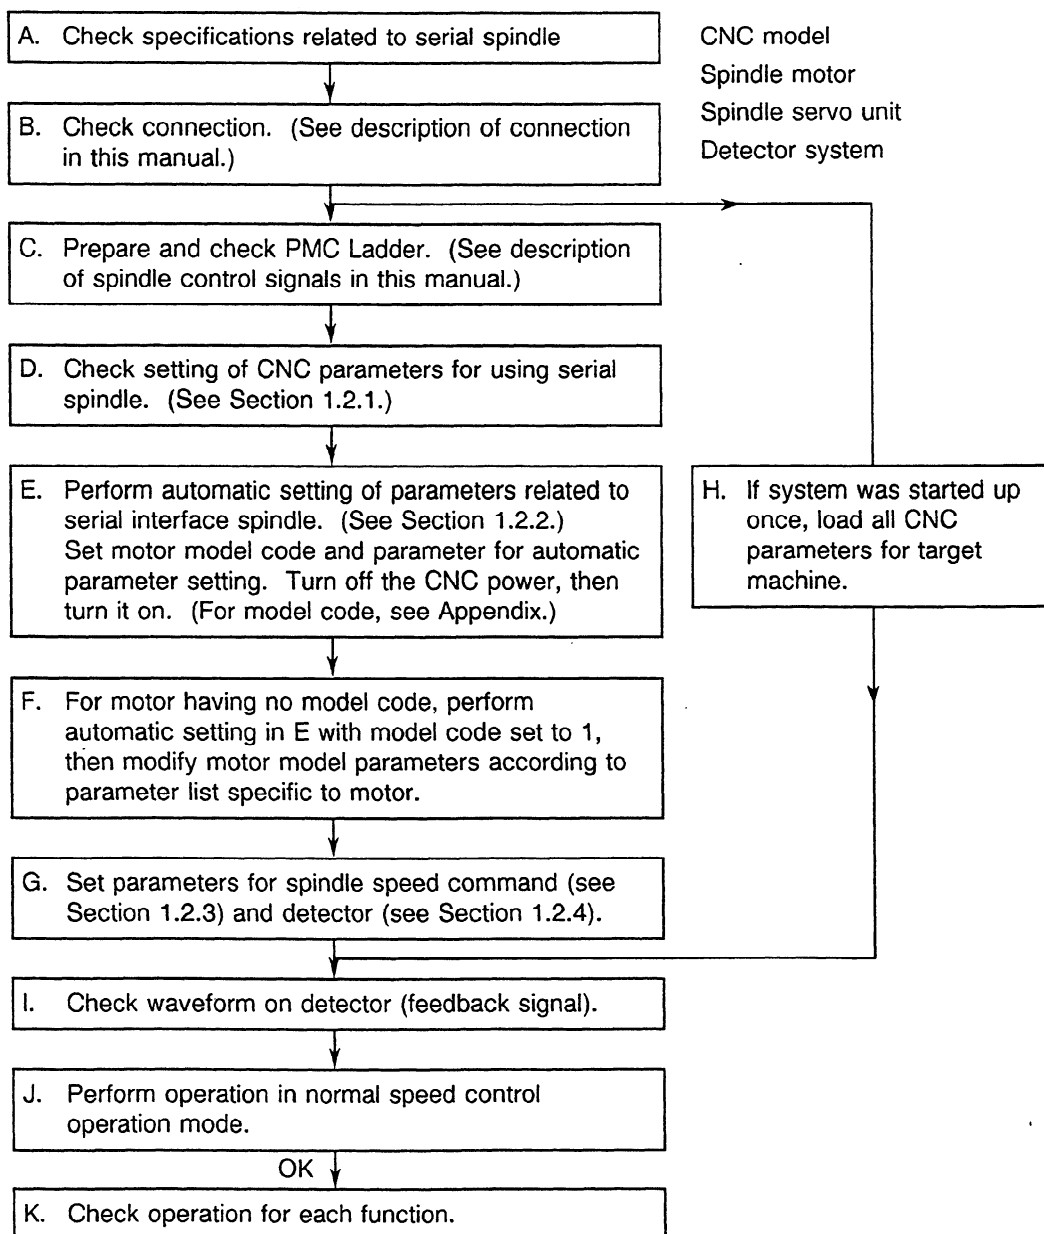 A. Check specifications related to serial spindle
CNC model
Spindle motor
Spindle servo unit
Detector system
B. Check connection. (See description of connection
in this manual.)
C. Prepare and check PMC Ladder. (See description
of spindle control signals in this manual.)
D. Check setting of CNC parameters for using serial
spindle. (See Section 1.2.1.)
E. Perform automatic setting of parameters related to
serial interface spindle. (See Section 1.2.2.)
Set motor model code and parameter for automatic
parameter setting. Turn off the CNC power, then
turn it on. (For model code, see Appendix.)
H. If system was started up
once, load all CNC
parameters for target
machine.
F. For motor having no model code, perform
automatic setting in E with model code set to 1,
then modify motor model parameters according to
parameter list specific to motor.
G. Set parameters for spindle speed command (see
Section 1.2.3) and detector (see Section 1.2.4).
I. Check waveform on detector (feedback signal).
J. Perform operation in normal speed control
operation mode.
OK
K. Check operation for each function.